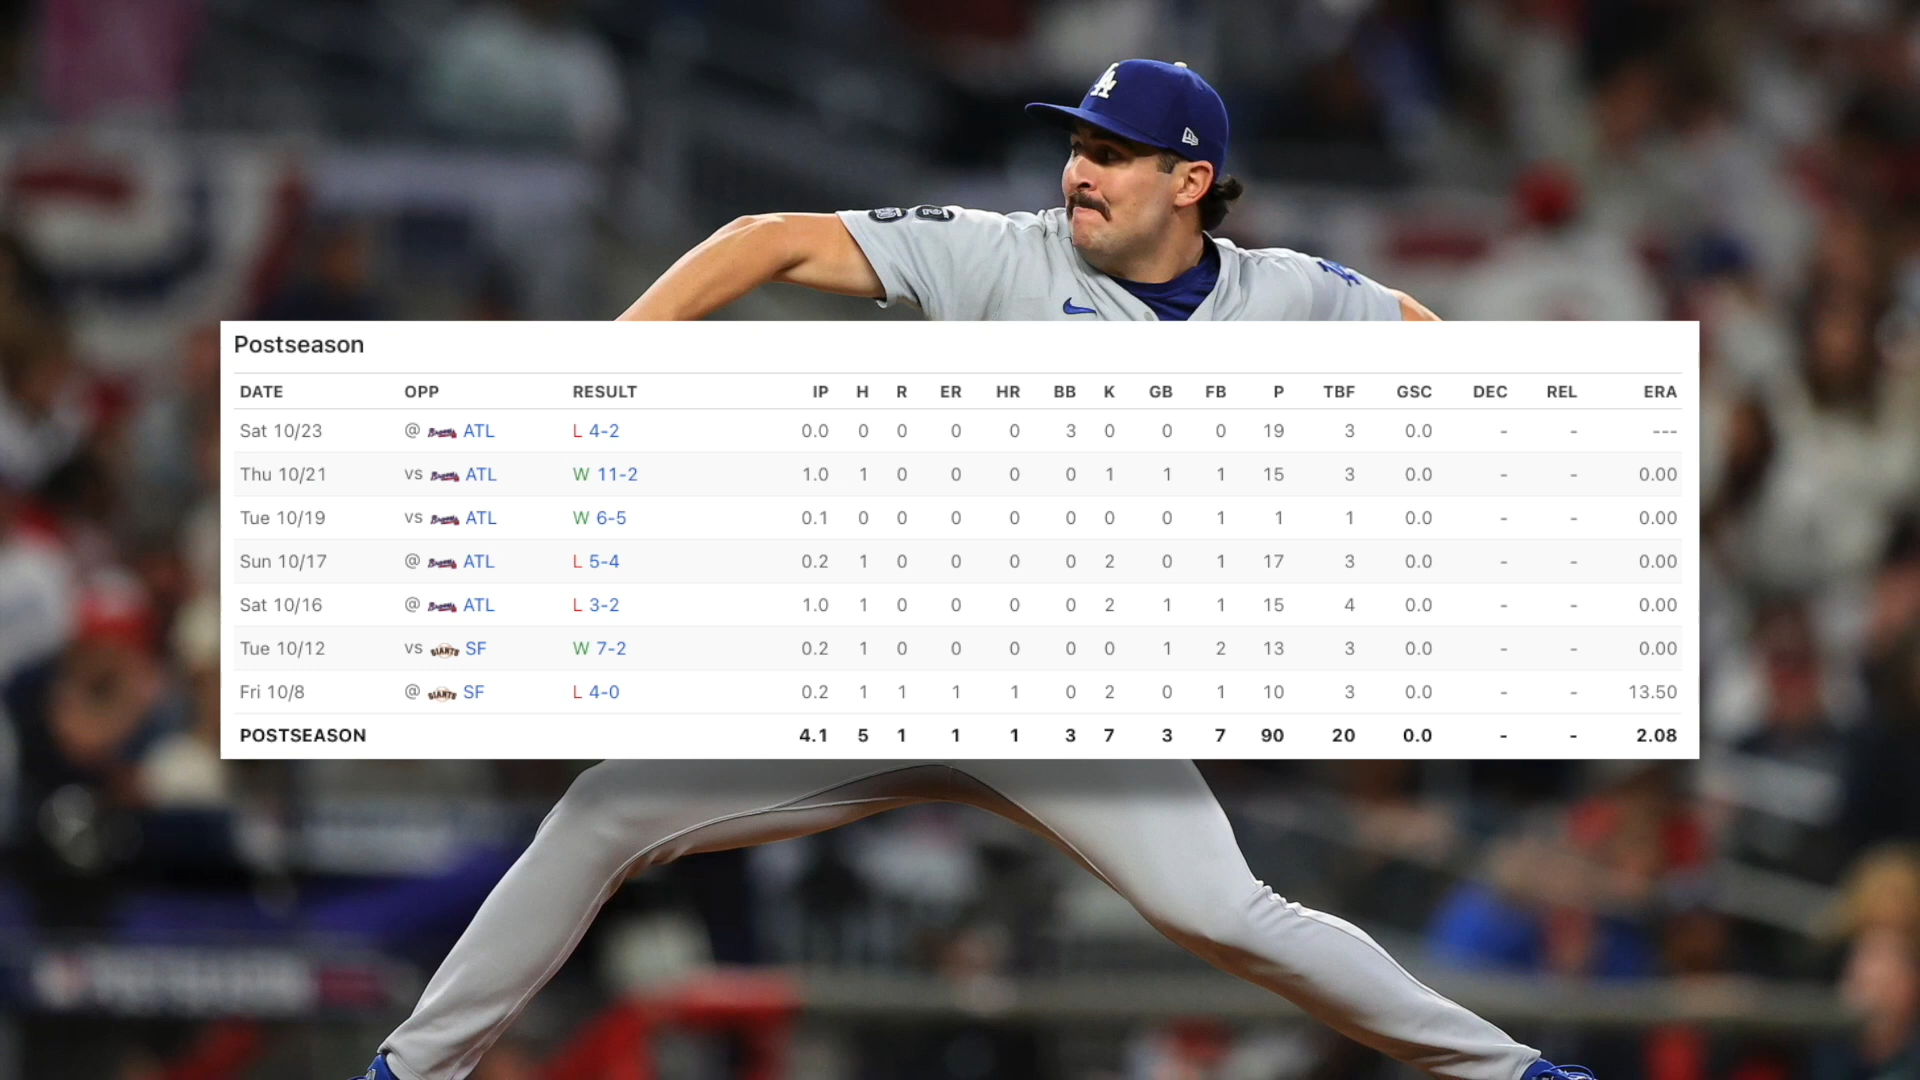 LA
Postseason
DATE OPP RESULT IP H R ER HR BB K GB FB P TBF GSC DEC REL ERA
Sat 10/23 @ Braves ATL L 4-2 0.0 0 0 0 0 3 0 0 0 19 3 0.0 - - ---
Thu 10/21 vs Braves ATL W 11-2 1.0 1 0 0 0 0 1 1 1 15 3 0.0 - - 0.00
Tue 10/19 vs Braves ATL W 6-5 0.1 0 0 0 0 0 0 0 1 1 1 0.0 - - 0.00
Sun 10/17 @ Braves ATL L 5-4 0.2 1 0 0 0 0 2 0 1 17 3 0.0 - - 0.00
Sat 10/16 @ Braves ATL L 3-2 1.0 1 0 0 0 0 2 1 1 15 4 0.0 - - 0.00
Tue 10/12 vs GIANTS SF W 7-2 0.2 1 0 0 0 0 0 1 2 13 3 0.0 - - 0.00
Fri 10/8 @ GIANTS SF L 4-0 0.2 1 1 1 1 0 2 0 1 10 3 0.0 - - 13.50
POSTSEASON 4.1 5 1 1 1 3 7 3 7 90 20 0.0 - - 2.08